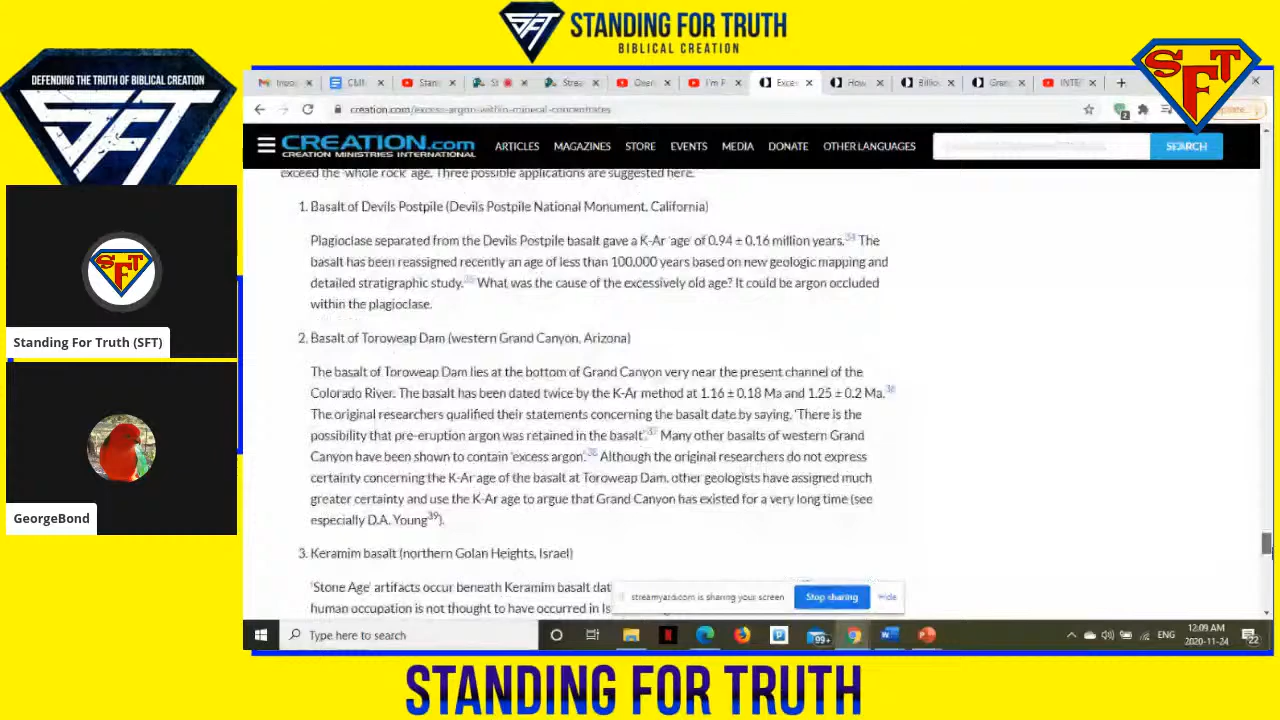 STANDING FOR TRUTH
BIBLICAL CREATION
DEFENDING THE TRUTH OF BIBLICAL CREATION
SFT
SFT
creation.com/excess-argon-within-mineral-concentrates
CREATION.com
CREATION MINISTRIES INTERNATIONAL
ARTICLES MAGAZINES STORE EVENTS MEDIA DONATE OTHER LANGUAGES
SEARCH
exceed the 'whole rock' age. Three possible applications are suggested here.
1. Basalt of Devils Postpile (Devils Postpile National Monument, California)
Plagioclase separated from the Devils Postpile basalt gave a K-Ar 'age' of 0.94 ± 0.16 million years. The
basalt has been reassigned recently an age of less than 100,000 years based on new geologic mapping and
detailed stratigraphic study. What was the cause of the excessively old age? It could be argon occluded
within the plagioclase.
2. Basalt of Toroweap Dam (western Grand Canyon, Arizona)
The basalt of Toroweap Dam lies at the bottom of Grand Canyon very near the present channel of the
Colorado River. The basalt has been dated twice by the K-Ar method at 1.16 ± 0.18 Ma and 1.25 ± 0.2 Ma.
The original researchers qualified their statements concerning the basalt date by saying, 'There is the
possibility that pre-eruption argon was retained in the basalt'. Many other basalts of western Grand
Canyon have been shown to contain 'excess argon'. Although the original researchers do not express
certainty concerning the K-Ar age of the basalt at Toroweap Dam, other geologists have assigned much
greater certainty and use the K-Ar age to argue that Grand Canyon has existed for a very long time (see
especially D.A. Young39).
3. Keramim basalt (northern Golan Heights, Israel)
'Stone Age' artifacts occur beneath Keramim basalt dat
human occupation is not thought to have occurred in Is
streamyard.com is sharing your screen
Stop sharing
Hide
SFT
Standing For Truth (SFT)
GeorgeBond
Type here to search
99+
ENG
12:09 AM
2020-11-24
22
STANDING FOR TRUTH